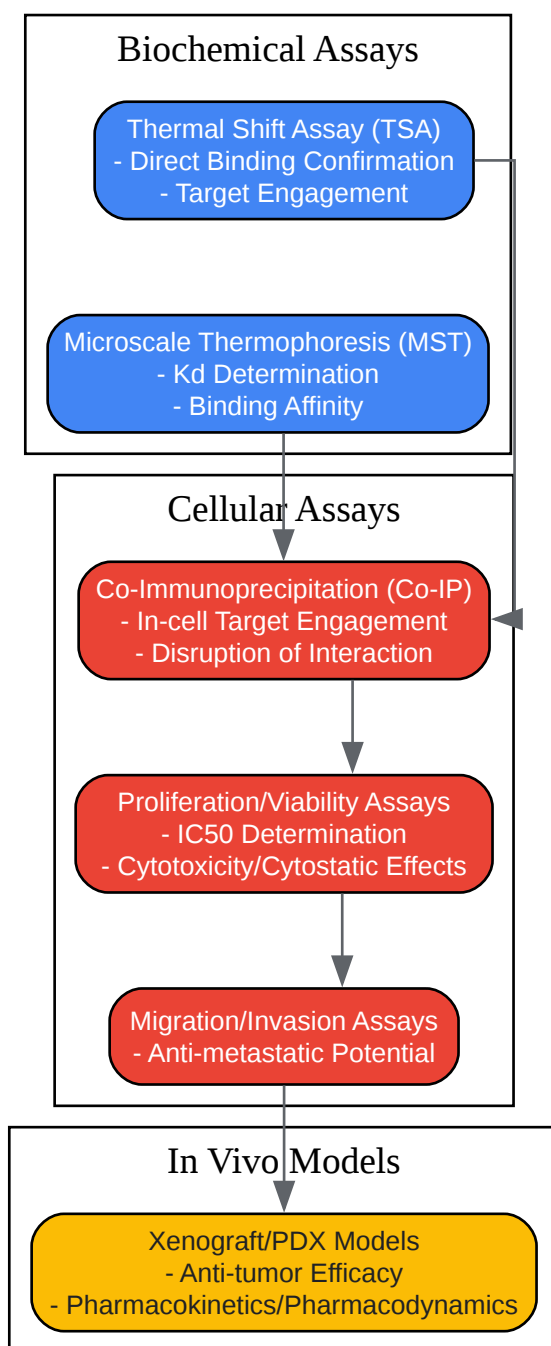 Biochemical Assays
Thermal Shift Assay (TSA)
- Direct Binding Confirmation
- Target Engagement
Microscale Thermophoresis (MST)
- Kd Determination
- Binding Affinity
Cellular Assays
Co-Immunoprecipitation (Co-IP)
- In-cell Target Engagement
- Disruption of Interaction
Proliferation/Viability Assays
- IC50 Determination
- Cytotoxicity/Cytostatic Effects
Migration/Invasion Assays
- Anti-metastatic Potential
In Vivo Models
Xenograft/PDX Models
- Anti-tumor Efficacy
- Pharmacokinetics/Pharmacodynamics